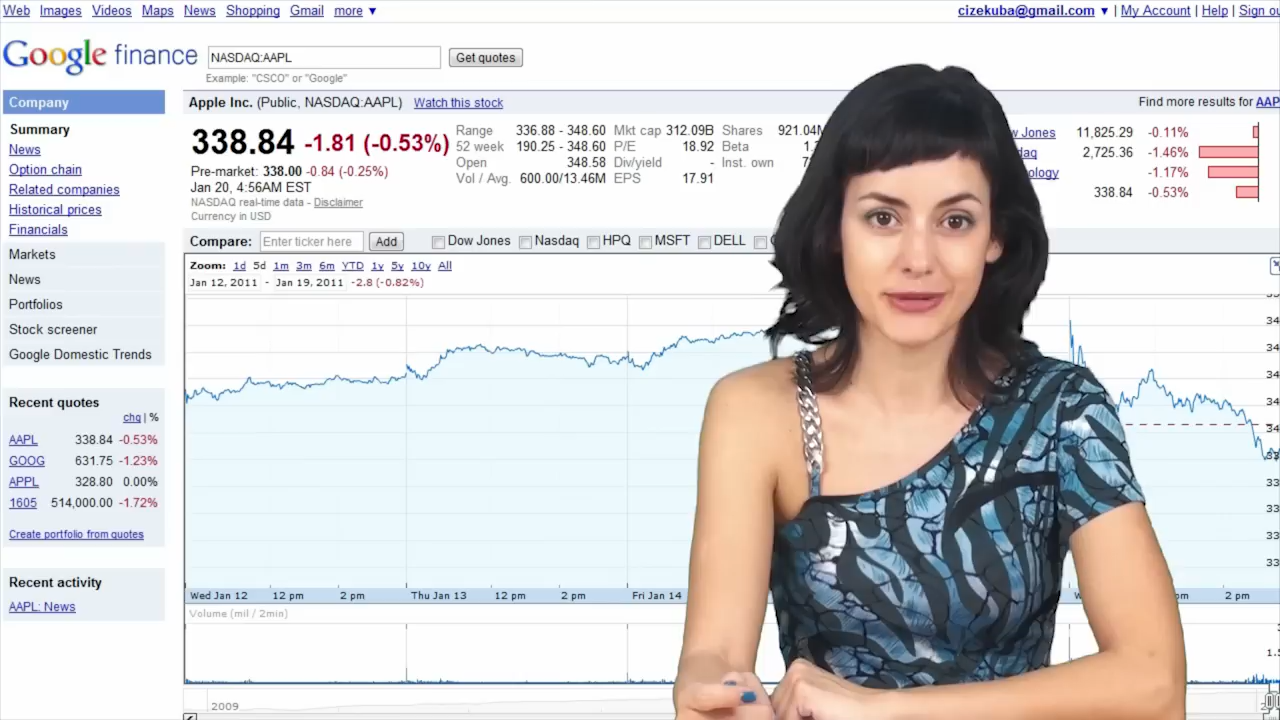 Web Images Videos Maps News Shopping Gmail more ▼
cizekuba@gmail.com ▼ | My Account | Help | Sign
Google finance
NASDAQ:AAPL
Get quotes
Example: "CSCO" or "Google"
Company
Summary
News
Option chain
Related companies
Historical prices
Financials
Markets
News
Portfolios
Stock screener
Google Domestic Trends
Recent quotes
chg | %
AAPL 338.84 -0.53%
GOOG 631.75 -1.23%
APPL 328.80 0.00%
1605 514,000.00 -1.72%
Create portfolio from quotes
Recent activity
AAPL: News
Apple Inc. (Public, NASDAQ:AAPL) Watch this stock
Find more results for AAP
338.84 -1.81 (-0.53%)
Pre-market: 338.00 -0.84 (-0.25%)
Jan 20, 4:56AM EST
NASDAQ real-time data - Disclaimer
Currency in USD
Range 336.88 - 348.60
52 week 190.25 - 348.60
Open 348.58
Vol / Avg. 600.00/13.46M
Mkt cap 312.09B
P/E 18.92
Div/yield -
EPS 17.91
Shares 921.04M
Beta 1.
Inst. own 7
Jones 11,825.29 -0.11%
2,725.36 -1.46%
-1.17%
338.84 -0.53%
Compare: Enter ticker here Add Dow Jones Nasdaq HPQ MSFT DELL
Zoom: 1d 5d 1m 3m 6m YTD 1y 5y 10y All
Jan 12, 2011 - Jan 19, 2011 -2.8 (-0.82%)
Wed Jan 12 12 pm 2 pm Thu Jan 13 12 pm 2 pm Fri Jan 14 2 pm
Volume (mil / 2min)
1.5
2009